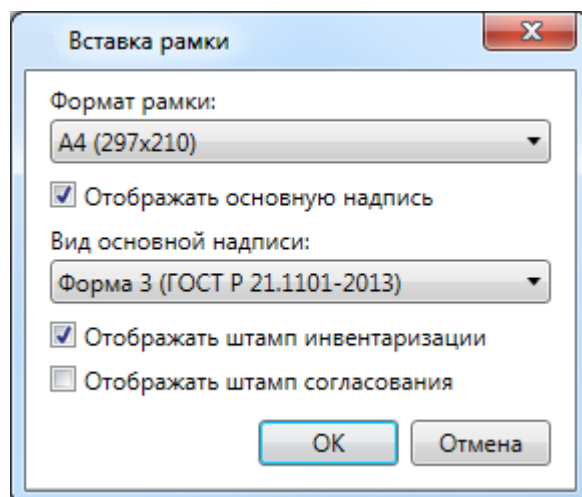 Вставка рамки
Формат рамки:
А4 (297x210)
Отображать основную надпись
Вид основной надписи:
Форма 3 (ГОСТ Р 21.1101-2013)
Отображать штамп инвентаризации
Отображать штамп согласования
ОК
Отмена